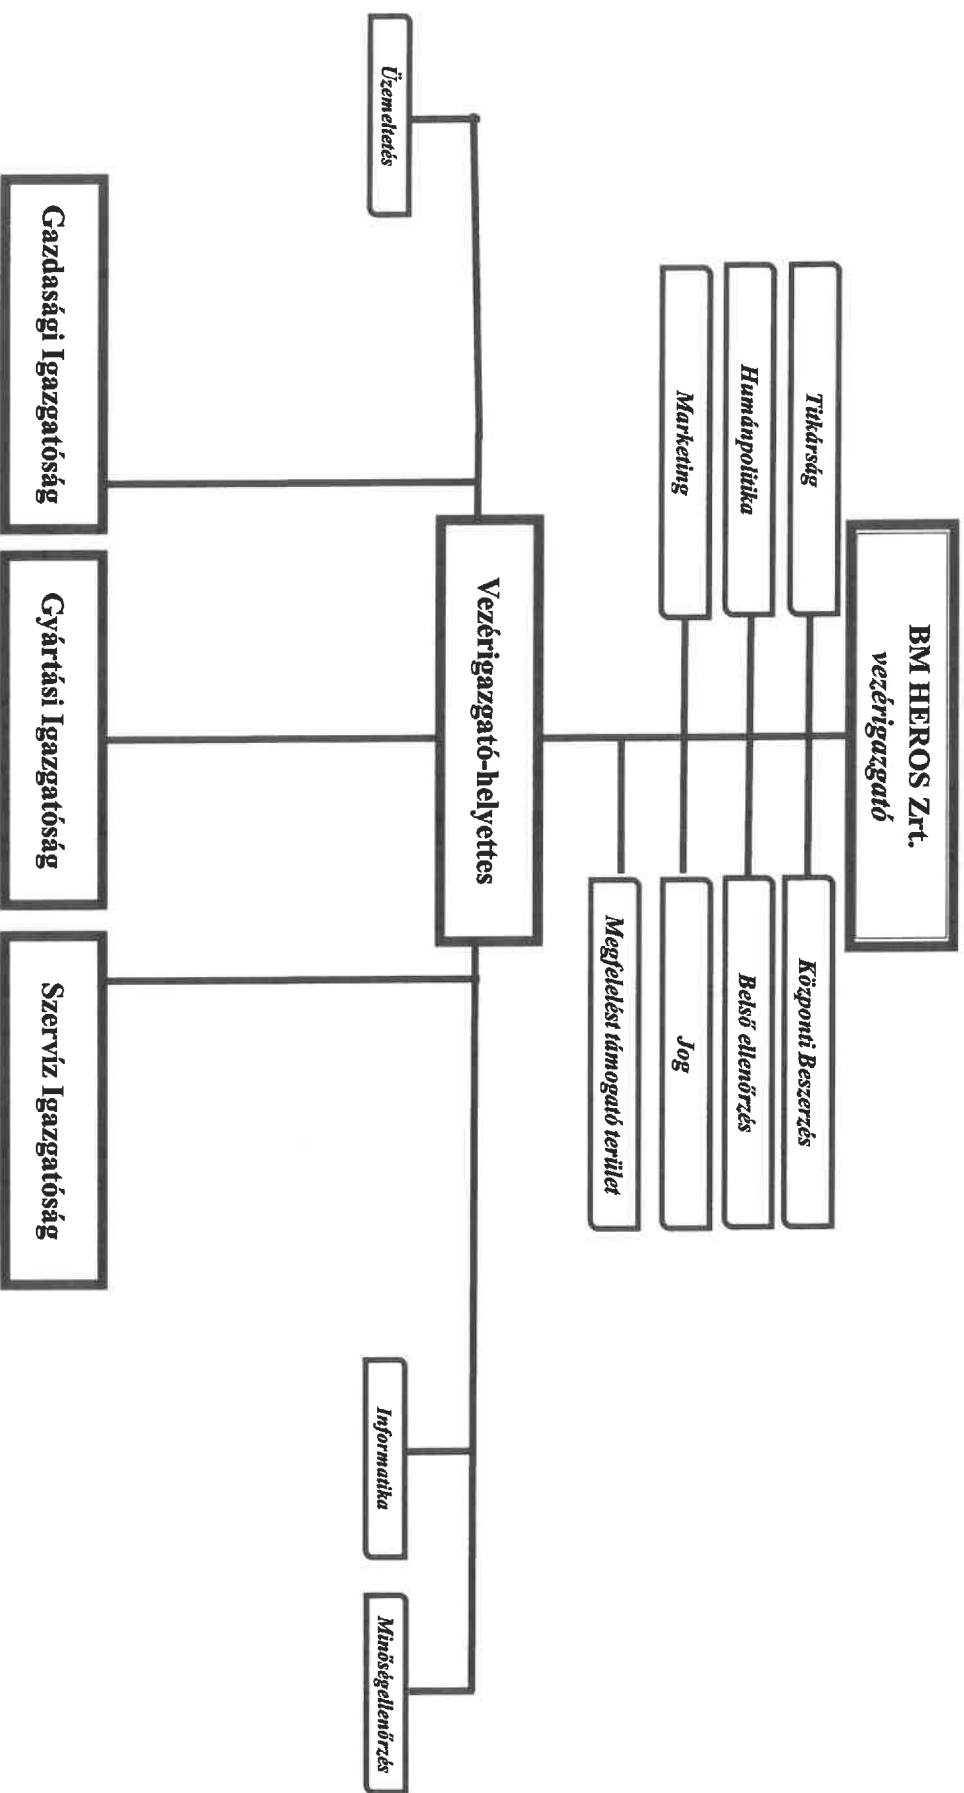 BM HEROS Zrt.
vezérigazgató
Titkárság
Központi Beszerzés
Humánpolitika
Belső ellenőrzés
Marketing
Jog
Megfelelést támogató terület
Vezérigazgató-helyettes
Üzemeltetés
Informatika
Minőségellenőrzés
Gazdasági Igazgatóság
Gyártási Igazgatóság
Szervíz Igazgatóság